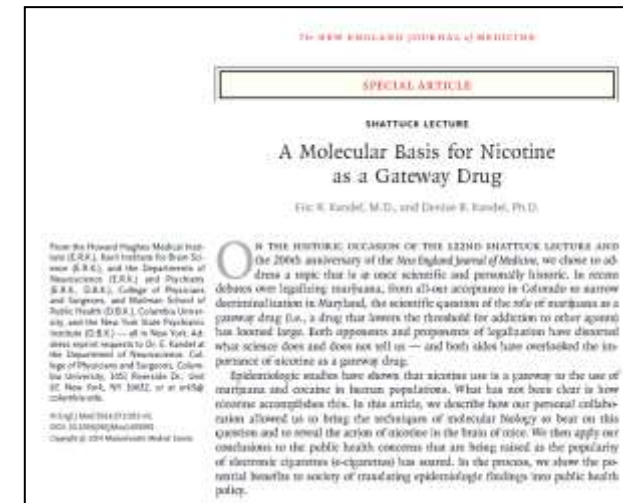 The NEW ENGLAND JOURNAL of MEDICINE
SPECIAL ARTICLE
SHATTUCK LECTURE
A Molecular Basis for Nicotine
as a Gateway Drug
Eric R. Kandel, M.D., and Denise B. Kandel, Ph.D.
From the Howard Hughes Medical Insti-
tute (E.R.K.), Kavli Institute for Brain Sci-
ence (E.R.K.), and the Departments of
Neuroscience (E.R.K.) and Psychiatry
(E.R.K., D.B.K.), College of Physicians
and Surgeons, and Mailman School of
Public Health (D.B.K.), Columbia Univer-
sity, and the New York State Psychiatric
Institute (D.B.K.) — all in New York. Ad-
dress reprint requests to Dr. E. Kandel at
the Department of Neuroscience, Col-
lege of Physicians and Surgeons, Colum-
bia University, 1051 Riverside Dr., Unit
New York, NY 10032, or at
columbia.edu.
N Engl J Med
DOI:
Copyright © 2014 Massachusetts Medical Society.
ON THE HISTORIC OCCASION OF THE 122ND SHATTUCK LECTURE AND
the 200th anniversary of the New England Journal of Medicine, we chose to ad-
dress a topic that is at once scientific and personally historic. In recent
debates over legalizing marijuana, from all-out acceptance in Colorado to narrow
decriminalization in Maryland, the scientific question of the role of marijuana as a
gateway drug (i.e., a drug that lowers the threshold for addiction to other agents)
has loomed large. Both opponents and proponents of legalization have distorted
what science does and does not tell us — and both sides have overlooked the im-
portance of nicotine as a gateway drug.
Epidemiologic studies have shown that nicotine use is a gateway to the use of
marijuana and cocaine in human populations. What has not been clear is how
nicotine accomplishes this. In this article, we describe how our personal collabo-
ration allowed us to bring the techniques of molecular biology to bear on this
question and to reveal the action of nicotine in the brain of mice. We then apply our
conclusions to the public health concerns that are being raised as the popularity
of electronic cigarettes (e-cigarettes) has soared. In the process, we show the po-
tential benefits to society of translating epidemiologic findings into public health
policy.